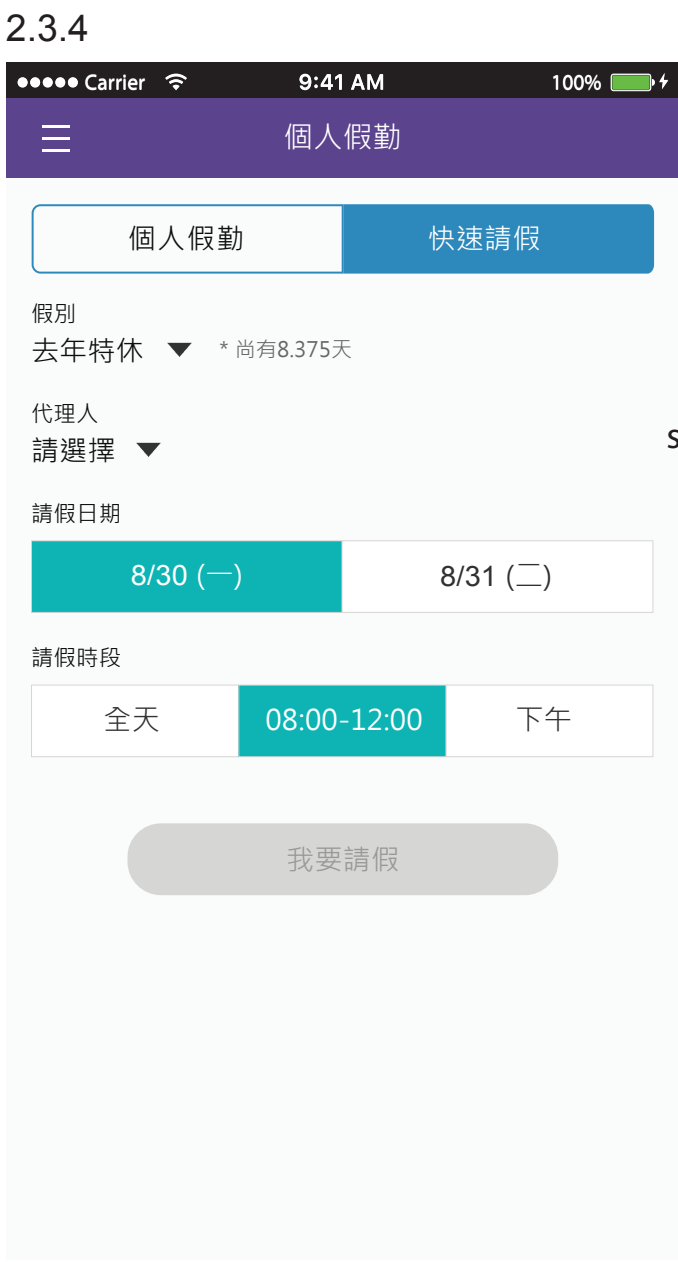 2.3.4
Carrier 9:41 AM 100%
個人假勤
個人假勤 快速請假
假別
去年特休 * 尚有8.375天
代理人
請選擇
S
請假日期
8/30 (一) 8/31 (二)
請假時段
全天 08:00-12:00 下午
我要請假